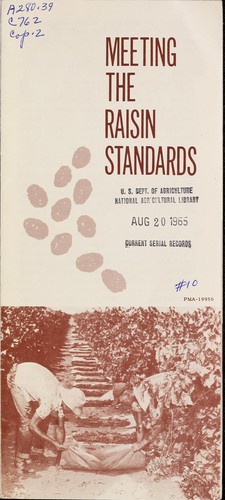 A280.39
C762
Cop. 2
MEETING
THE
RAISIN
STANDARDS
U. S. DEPT. OF AGRICULTURE
NATIONAL AGRICULTURAL LIBRARY
AUG 20 1965
CURRENT SERIAL RECORDS
#10
PMA-19950